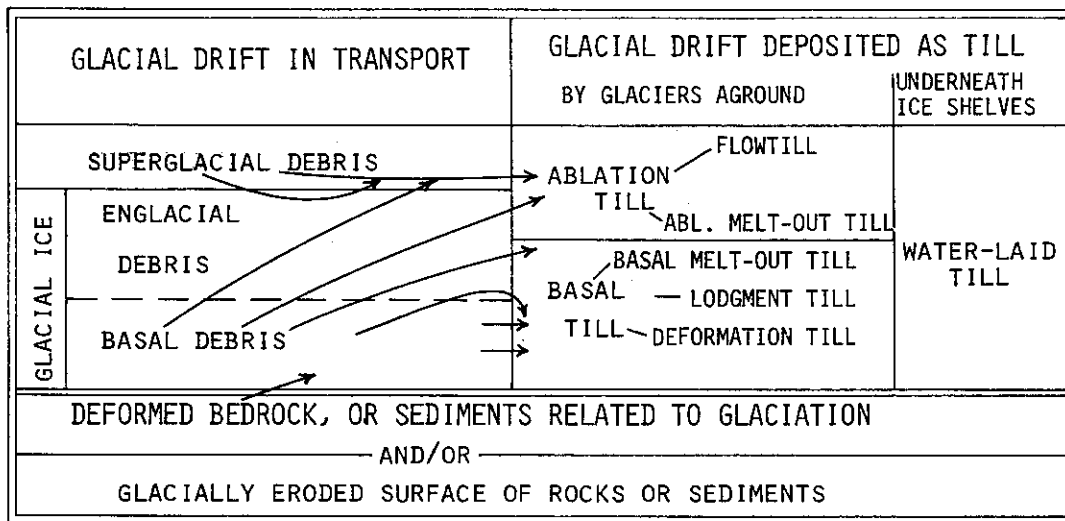 GLACIAL DRIFT IN TRANSPORT
GLACIAL DRIFT DEPOSITED AS TILL
BY GLACIERS AGROUND
UNDERNEATH
ICE SHELVES
GLACIAL ICE
SUPERGLACIAL DEBRIS
ENGLACIAL
DEBRIS
BASAL DEBRIS
FLOWTILL
ABLATION
TILL
ABL. MELT-OUT TILL
BASAL MELT-OUT TILL
BASAL
LODGMENT TILL
TILL
DEFORMATION TILL
WATER-LAID
TILL
DEFORMED BEDROCK, OR SEDIMENTS RELATED TO GLACIATION
AND/OR
GLACIALLY ERODED SURFACE OF ROCKS OR SEDIMENTS